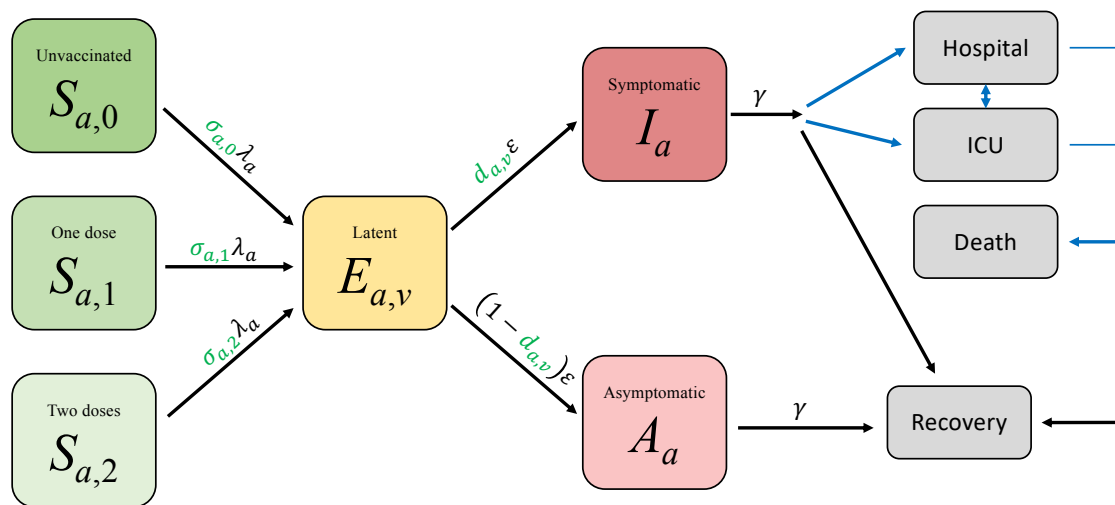 Unvaccinated
S_{a,0}
σ_{a,0}λ_a
One dose
S_{a,1}
σ_{a,1}λ_a
Two doses
S_{a,2}
σ_{a,2}λ_a
Latent
E_{a,v}
d_{a,v}ε
(1 − d_{a,v})ε
Symptomatic
I_a
γ
Asymptomatic
A_a
γ
Hospital
ICU
Death
Recovery